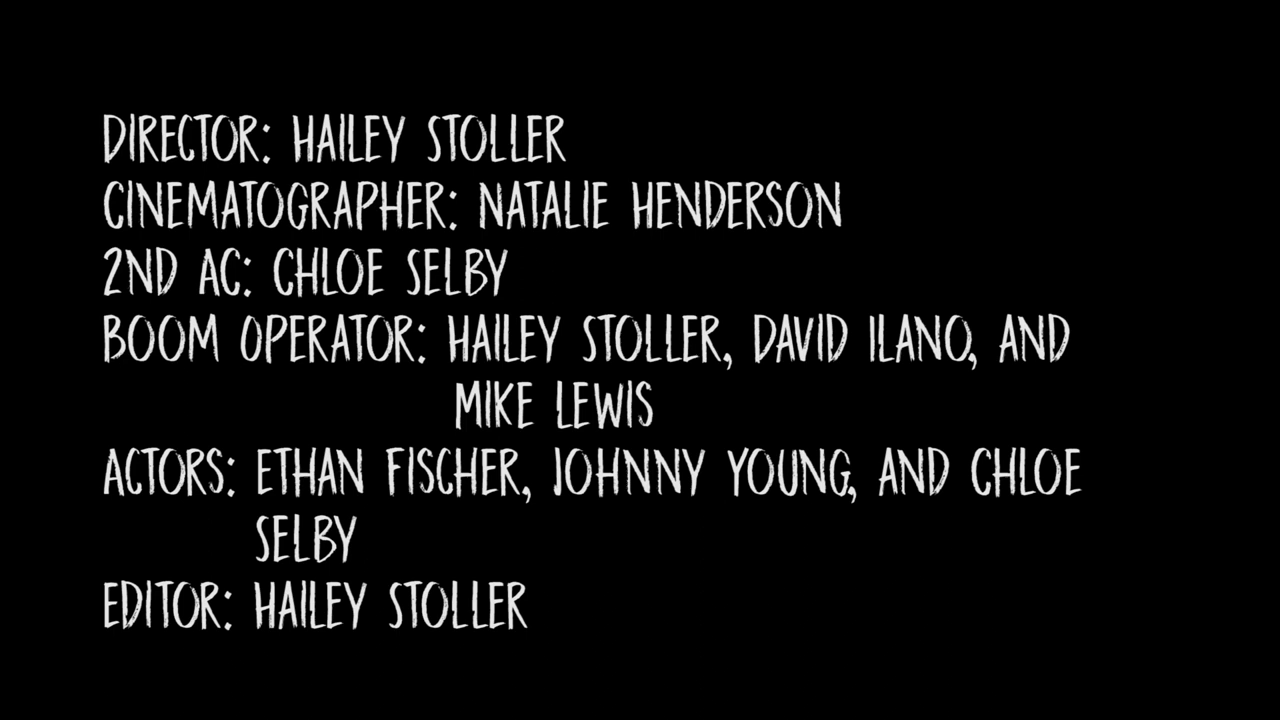 DIRECTOR: HAILEY STOLLER
CINEMATOGRAPHER: NATALIE HENDERSON
2ND AC: CHLOE SELBY
BOOM OPERATOR: HAILEY STOLLER, DAVID ILANO, AND
MIKE LEWIS
ACTORS: ETHAN FISCHER, JOHNNY YOUNG, AND CHLOE
SELBY
EDITOR: HAILEY STOLLER